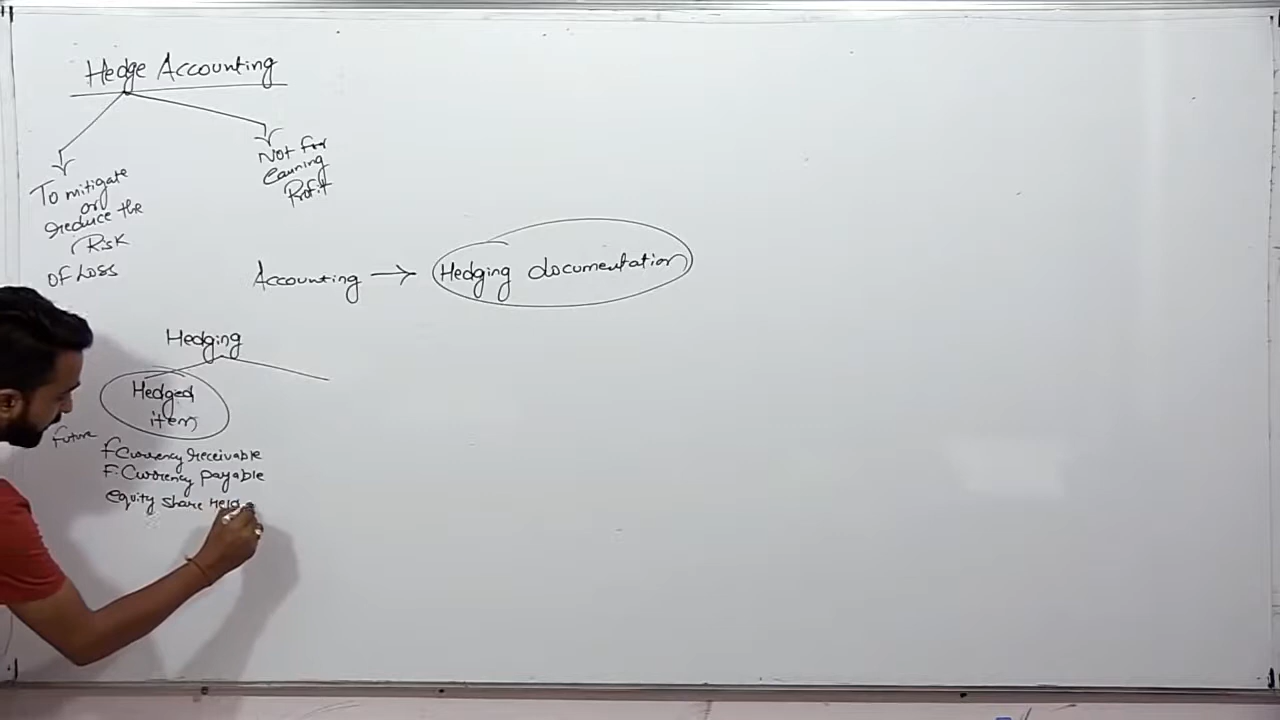 Hedge Accounting
To mitigate
or
reduce the
Risk
OF Loss
Not For
Earning
Profit
Accounting → Hedging documentation
Hedging
Hedged
item
Future
F Currency receivable
F. Currency payable
equity share Held